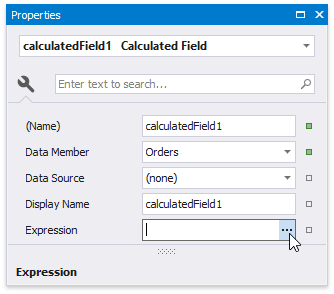 Properties
calculatedField1 Calculated Field
Enter text to search...
(Name) calculatedField1
Data Member Orders
Data Source (none)
Display Name calculatedField1
Expression ...
Expression